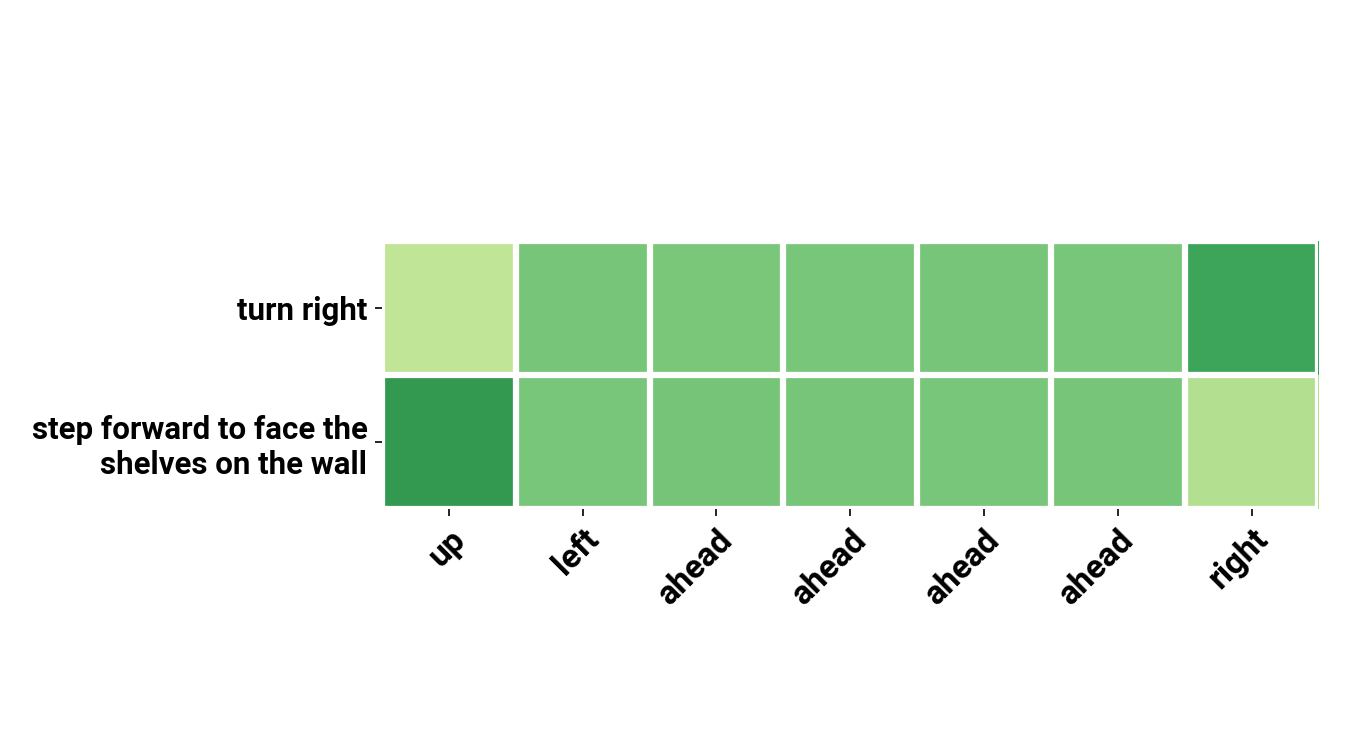 turn right
step forward to face the
shelves on the wall
up
left
ahead
ahead
ahead
ahead
right